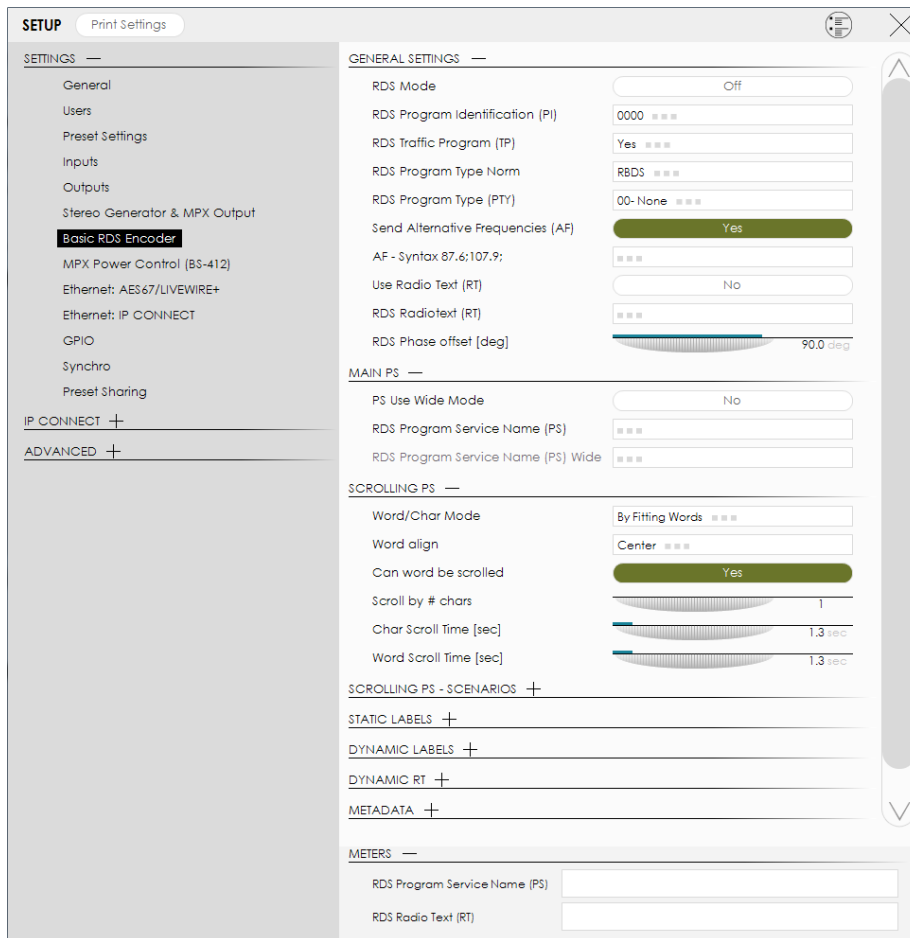 SETUP Print Settings
SETTINGS
General
Users
Preset Settings
Inputs
Outputs
Stereo Generator & MPX Output
Basic RDS Encoder
MPX Power Control (BS-412)
Ethernet: AES67/LIVEWIRE+
Ethernet: IP CONNECT
GPIO
Synchro
Preset Sharing
IP CONNECT
ADVANCED
GENERAL SETTINGS
RDS Mode Off
RDS Program Identification (PI) 0000
RDS Traffic Program (TP) Yes
RDS Program Type Norm RBDS
RDS Program Type (PTY) 00- None
Send Alternative Frequencies (AF) Yes
AF - Syntax 87.6;107.9;
Use Radio Text (RT) No
RDS Radiotext (RT)
RDS Phase offset [deg] 90.0 deg
MAIN PS
PS Use Wide Mode No
RDS Program Service Name (PS)
RDS Program Service Name (PS) Wide
SCROLLING PS
Word/Char Mode By Fitting Words
Word align Center
Can word be scrolled Yes
Scroll by # chars 1
Char Scroll Time [sec] 1.3 sec
Word Scroll Time [sec] 1.3 sec
SCROLLING PS - SCENARIOS
STATIC LABELS
DYNAMIC LABELS
DYNAMIC RT
METADATA
METERS
RDS Program Service Name (PS)
RDS Radio Text (RT)